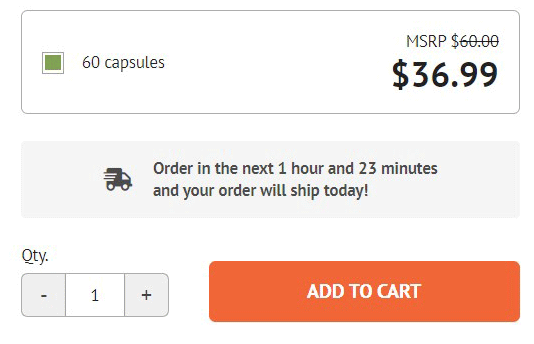 MSRP $60.00
60 capsules
$36.99
Order in the next 1 hour and 23 minutes
and your order will ship today!
Qty.
- 1 +
ADD TO CART